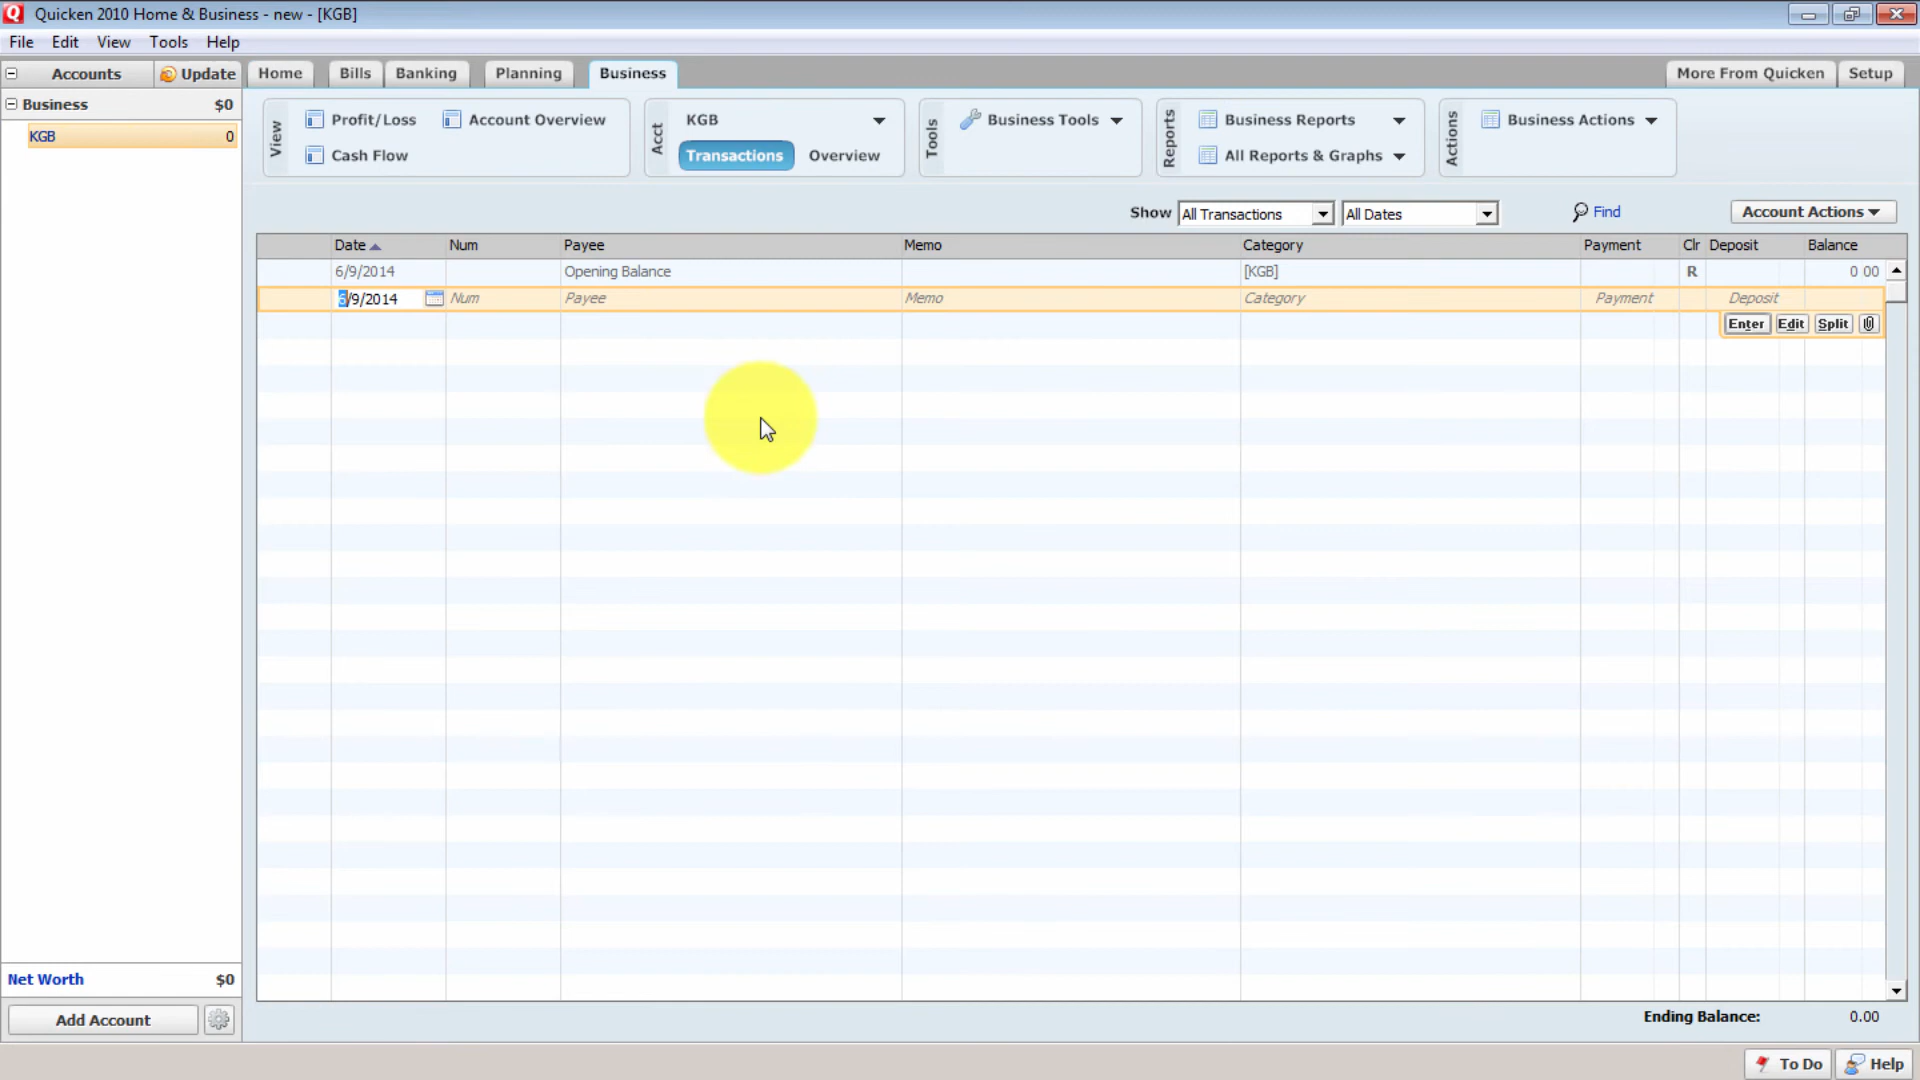 Quicken 2010 Home & Business - new - [KGB]
File Edit View Tools Help
Accounts Update Home Bills Banking Planning Business More From Quicken Setup
Business $0
KGB 0
View Profit/Loss Account Overview Cash Flow
Acct KGB Transactions Overview
Tools Business Tools
Reports Business Reports All Reports & Graphs
Actions Business Actions
Show All Transactions All Dates Find Account Actions
Date Num Payee Memo Category Payment Clr Deposit Balance
6/9/2014 Opening Balance [KGB] R 0 00
6/9/2014 Num Payee Memo Category Payment Deposit
Enter Edit Split
Net Worth $0
Add Account
Ending Balance: 0.00
To Do Help